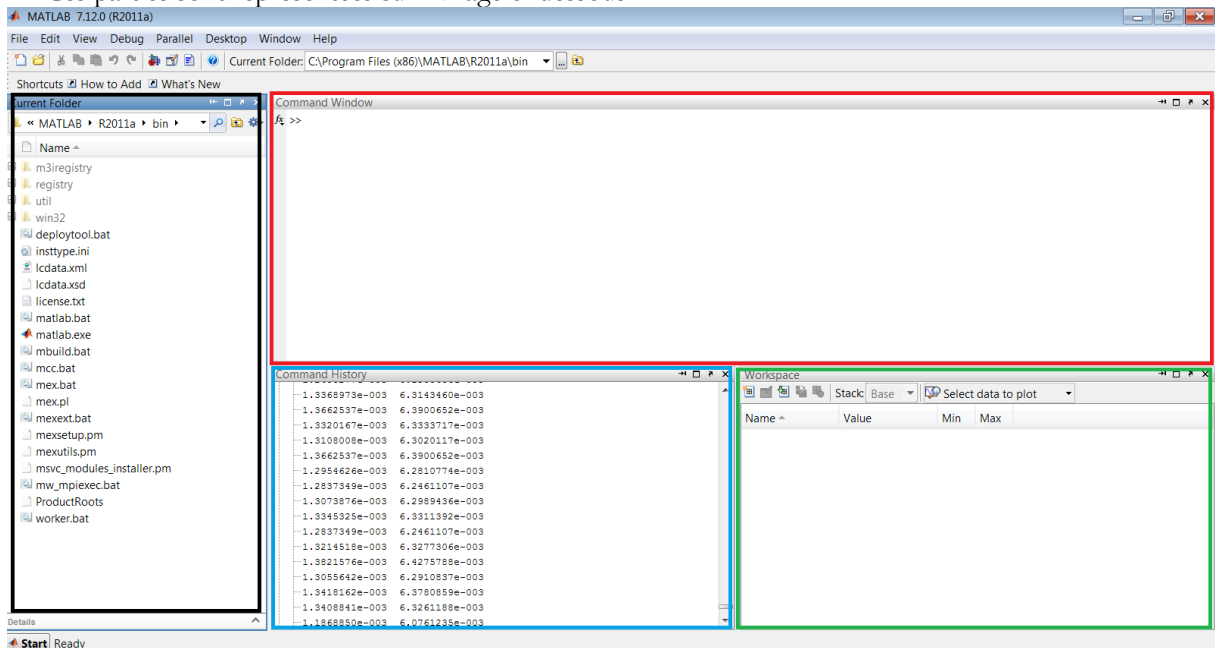 MATLAB 7.12.0 (R2011a)
File Edit View Debug Parallel Desktop Window Help
Current Folder: C:\Program Files (x86)\MATLAB\R2011a\bin
Shortcuts How to Add What's New
Current Folder
« MATLAB R2011a bin
Name
m3iregistry
registry
util
win32
deploytool.bat
insttype.ini
lcdata.xml
lcdata.xsd
license.txt
matlab.bat
matlab.exe
mbuild.bat
mcc.bat
mex.bat
mex.pl
mexext.bat
mexsetup.pm
mexutils.pm
msvc_modules_installer.pm
mw_mpiexec.bat
ProductRoots
worker.bat
Details
Command Window
fx >>
Command History
1.3368973e-003 6.3143460e-003
1.3662537e-003 6.3900652e-003
1.3320167e-003 6.3333717e-003
1.3108008e-003 6.3020117e-003
1.3662537e-003 6.3900652e-003
1.2954626e-003 6.2810774e-003
1.2837349e-003 6.2461107e-003
1.3073876e-003 6.2989436e-003
1.3345325e-003 6.3311392e-003
1.2837349e-003 6.2461107e-003
1.3214518e-003 6.3277306e-003
1.3821576e-003 6.4275788e-003
1.3055642e-003 6.2910837e-003
1.3418162e-003 6.3780859e-003
1.3408841e-003 6.3261188e-003
1.1868850e-003 6.0761235e-003
Workspace
Stack: Base Select data to plot
Name Value Min Max
Start Ready